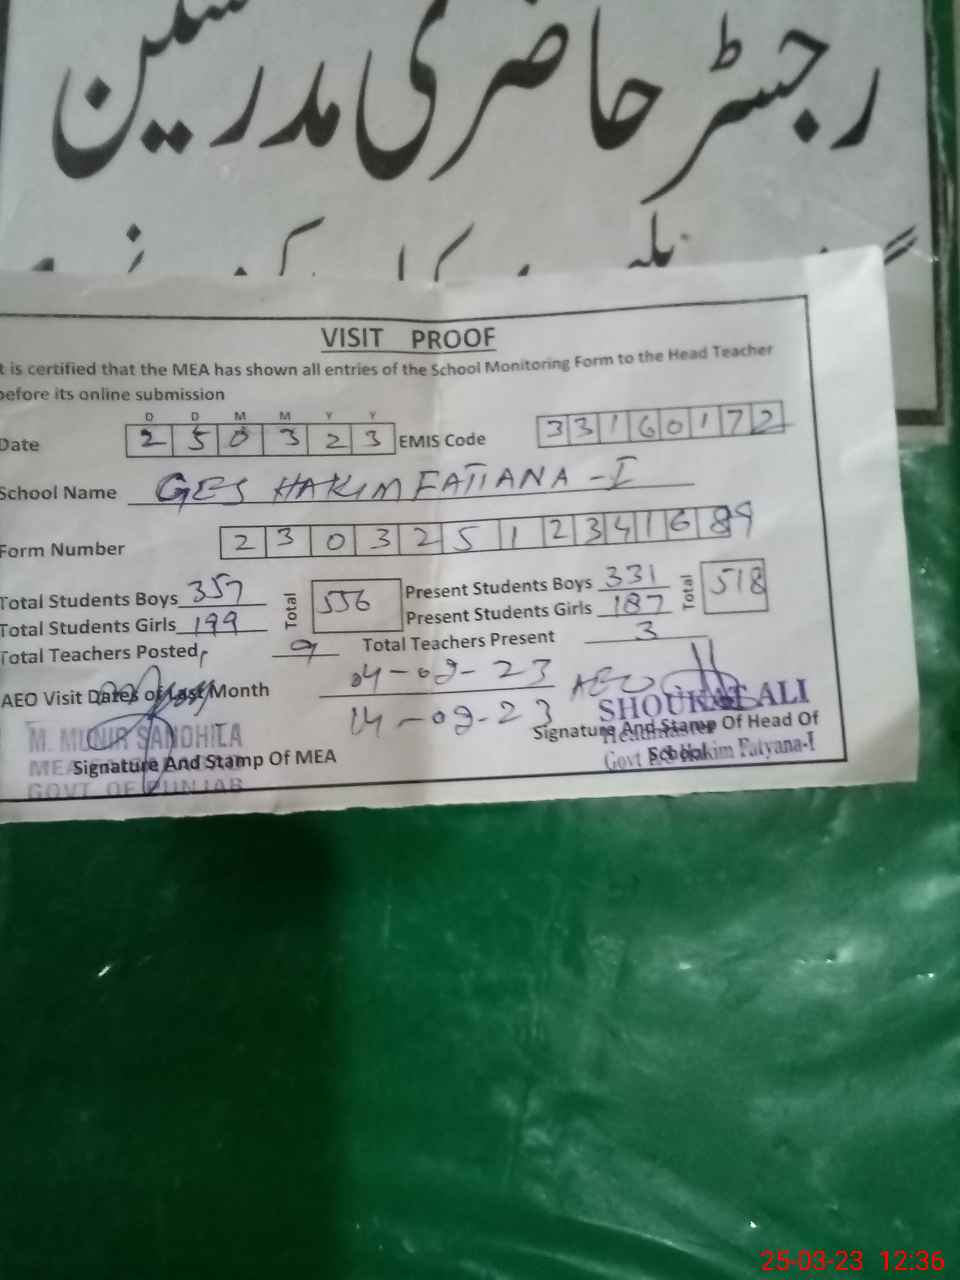 رجسٹر حاضری مدرسین
VISIT PROOF
t is certified that the MEA has shown all entries of the School Monitoring Form to the Head Teacher
before its online submission
D D M M Y Y
Date 2 5 0 3 2 3 EMIS Code 3 3 1 6 0 1 7 2
School Name GES HAKIM FATIANA - I
Form Number 2 3 0 3 2 5 1 2 3 4 1 6 8 9
Total Students Boys 357 Total 556 Present Students Boys 331 Total 518
Total Students Girls 199 Present Students Girls 187
Total Teachers Posted 9 Total Teachers Present 3
AEO Visit Dates of Last Month 04-02-23 AEO
14-02-23
SHOUKAT ALI
Headmaster
Govt E/S Hakim Fatyana-I
Signature And Stamp Of Head Of
School
M. MUNIR SANDHILA
MEA
GOVT OF PUNJAB
Signature And Stamp Of MEA
25-03-23 12:36